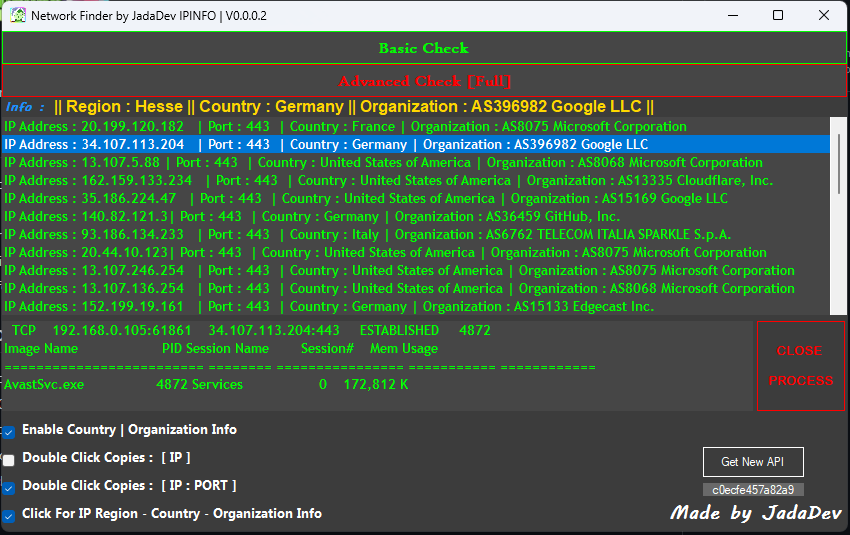 Network Finder by JadaDev IPINFO | V0.0.0.2
Basic Check
Advanced Check [Full]
Info : || Region : Hesse || Country : Germany || Organization : AS396982 Google LLC ||
IP Address : 20.199.120.182 | Port : 443 | Country : France | Organization : AS8075 Microsoft Corporation
IP Address : 34.107.113.204 | Port : 443 | Country : Germany | Organization : AS396982 Google LLC
IP Address : 13.107.5.88 | Port : 443 | Country : United States of America | Organization : AS8068 Microsoft Corporation
IP Address : 162.159.133.234 | Port : 443 | Country : United States of America | Organization : AS13335 Cloudflare, Inc.
IP Address : 35.186.224.47 | Port : 443 | Country : United States of America | Organization : AS15169 Google LLC
IP Address : 140.82.121.3| Port : 443 | Country : Germany | Organization : AS36459 GitHub, Inc.
IP Address : 93.186.134.233 | Port : 443 | Country : Italy | Organization : AS6762 TELECOM ITALIA SPARKLE S.p.A.
IP Address : 20.44.10.123| Port : 443 | Country : United States of America | Organization : AS8075 Microsoft Corporation
IP Address : 13.107.246.254 | Port : 443 | Country : United States of America | Organization : AS8075 Microsoft Corporation
IP Address : 13.107.136.254 | Port : 443 | Country : United States of America | Organization : AS8068 Microsoft Corporation
IP Address : 152.199.19.161 | Port : 443 | Country : Germany | Organization : AS15133 Edgecast Inc.
TCP 192.168.0.105:61861 34.107.113.204:443 ESTABLISHED 4872
Image Name PID Session Name Session# Mem Usage
========================= ======== ================ =========== ============
AvastSvc.exe 4872 Services 0 172,812 K
CLOSE
PROCESS
Enable Country | Organization Info
Double Click Copies : [ IP ]
Double Click Copies : [ IP : PORT ]
Click For IP Region - Country - Organization Info
Get New API
c0ecfe457a82a9
Made by JadaDev